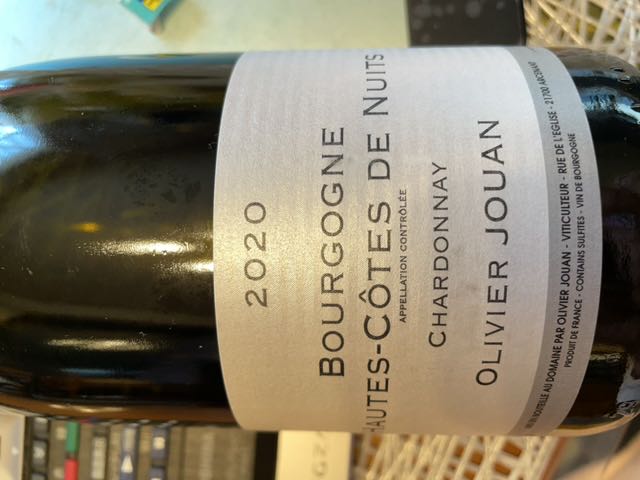 2020
BOURGOGNE
HAUTES-CÔTES DE NUITS
APPELLATION CONTRÔLÉE
CHARDONNAY
OLIVIER JOUAN
MIS EN BOUTEILLE AU DOMAINE PAR OLIVIER JOUAN - VITICULTEUR - RUE DE L'EGLISE - 21700 ARCENANT
PRODUIT DE FRANCE - CONTAINS SULFITES - VIN DE BOURGOGNE